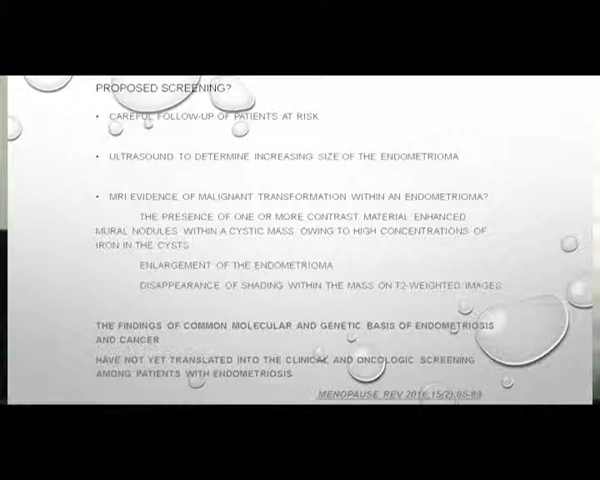 PROPOSED SCREENING?
• CAREFUL FOLLOW-UP OF PATIENTS AT RISK
• ULTRASOUND TO DETERMINE INCREASING SIZE OF THE ENDOMETRIOMA
• MRI EVIDENCE OF MALIGNANT TRANSFORMATION WITHIN AN ENDOMETRIOMA?
THE PRESENCE OF ONE OR MORE CONTRAST MATERIAL ENHANCED
MURAL NODULES WITHIN A CYSTIC MASS OWING TO HIGH CONCENTRATIONS OF
IRON IN THE CYSTS
ENLARGEMENT OF THE ENDOMETRIOMA
DISAPPEARANCE OF SHADING WITHIN THE MASS ON T2-WEIGHTED IMAGES
THE FINDINGS OF COMMON MOLECULAR AND GENETIC BASIS OF ENDOMETRIOSIS
AND CANCER
HAVE NOT YET TRANSLATED INTO THE CLINICAL AND ONCOLOGIC SCREENING
AMONG PATIENTS WITH ENDOMETRIOSIS
MENOPAUSE REV 2016;15(2):85-89